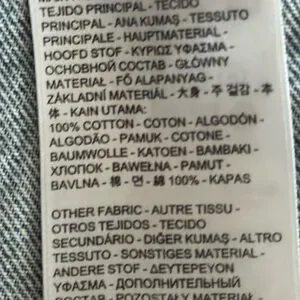 TEJIDO PRINCIPAL - TECIDO
PRINCIPAL - ANA KUMAŞ - TESSUTO
PRINCIPALE - HAUPTMATERIAL -
HOOFD STOF - ΚΥΡΙΩΣ ΥΦΑΣΜΑ -
ОСНОВНОЙ СОСТАВ - GŁÓWNY
MATERIAŁ - FŐ ALAPANYAG -
ZÁKLADNÍ MATERIÁL - 大身 - 주 겉감 - 本
体 - KAIN UTAMA:
100% COTTON - COTON - ALGODÓN -
ALGODÃO - PAMUK - COTONE -
BAUMWOLLE - KATOEN - BAMBAKI -
ХЛОПОК - BAWEŁNA - PAMUT -
BAVLNA - 棉 - 면 - 綿 100% - KAPAS
OTHER FABRIC - AUTRE TISSU -
OTROS TEJIDOS - TECIDO
SECUNDÁRIO - DIĞER KUMAŞ - ALTRO
TESSUTO - SONSTIGES MATERIAL -
ANDERE STOF - ΔΕΥΤΕΡΕΥΟΝ
ΥΦΑΣΜΑ - ДОПОЛНИТЕЛЬНЫЙ
СОСТАВ - POZOSTAŁY MATERIAŁ -